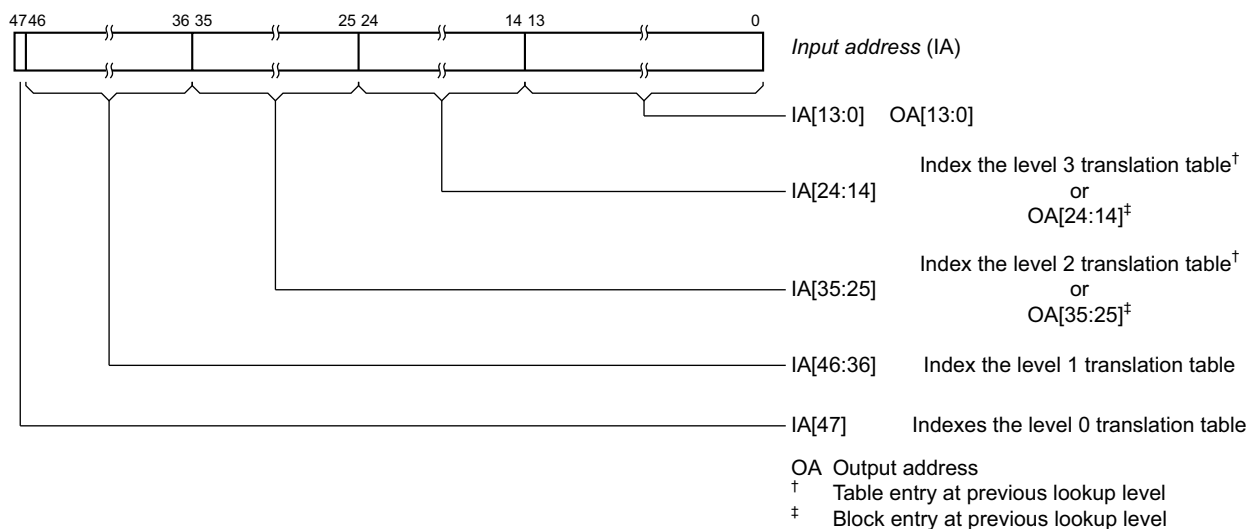 47 46 36 35 25 24 14 13 0
Input address (IA)
IA[13:0] OA[13:0]
Index the level 3 translation table†
IA[24:14] or
OA[24:14]‡
Index the level 2 translation table†
IA[35:25] or
OA[35:25]‡
IA[46:36] Index the level 1 translation table
IA[47] Indexes the level 0 translation table
OA Output address
† Table entry at previous lookup level
‡ Block entry at previous lookup level